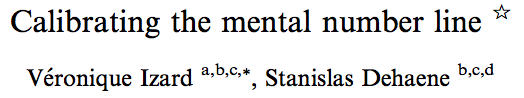 Calibrating the mental number line ☆
Véronique Izard a,b,c,*, Stanislas Dehaene b,c,d